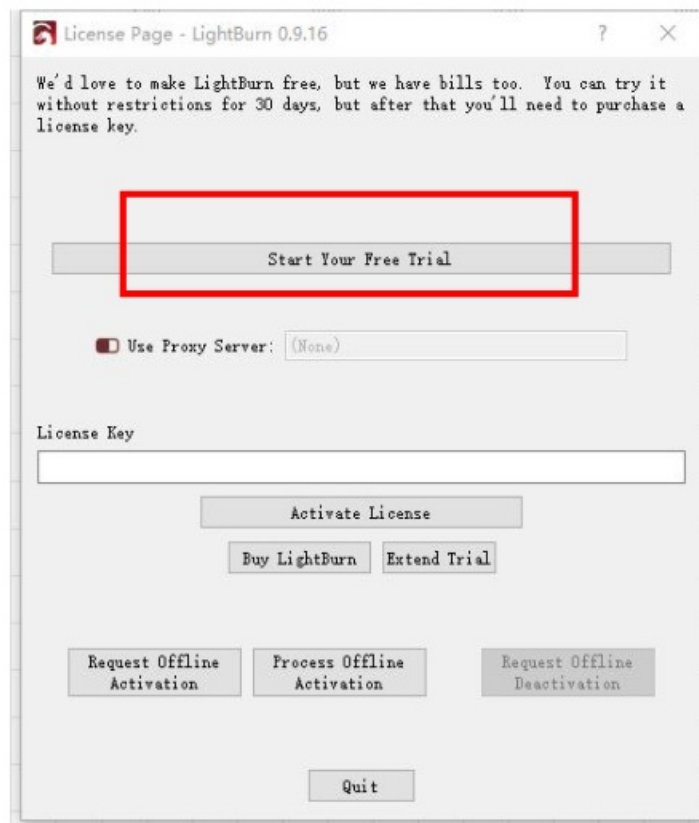 License Page - LightBurn 0.9.16 ? ×
We'd love to make LightBurn free, but we have bills too.  You can try it
without restrictions for 30 days, but after that you'll need to purchase a
license key.
Start Your Free Trial
Use Proxy Server: (None)
License Key
Activate License
Buy LightBurn Extend Trial
Request Offline Process Offline Request Offline
Activation Activation Deactivation
Quit